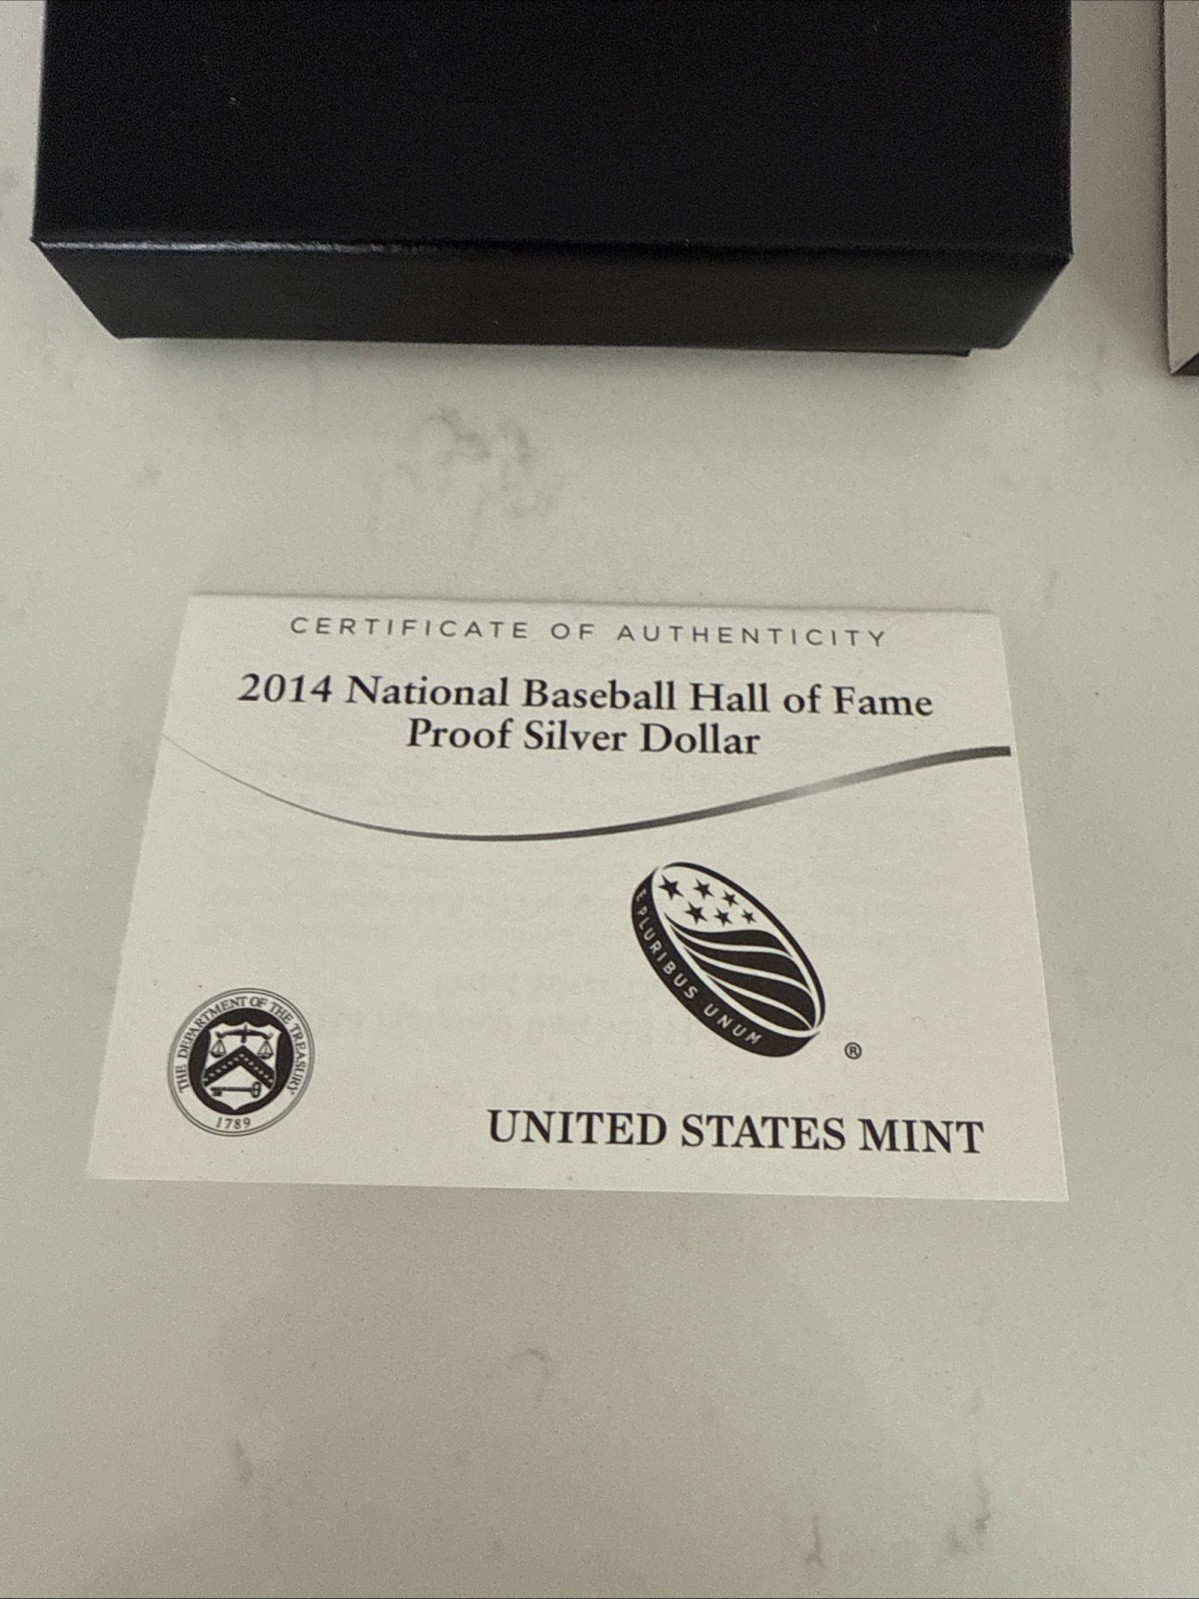 CERTIFICATE OF AUTHENTICITY
2014 National Baseball Hall of Fame
Proof Silver Dollar
E PLURIBUS UNUM
®
THE DEPARTMENT OF THE TREASURY
1789
UNITED STATES MINT